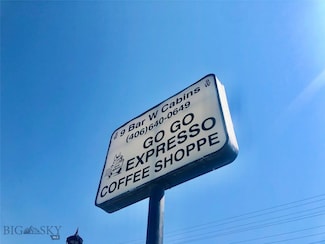 9 Bar W Cabins
(406)640-0649
GO GO
EXPRESSO
COFFEE SHOPPE
BIG SKY